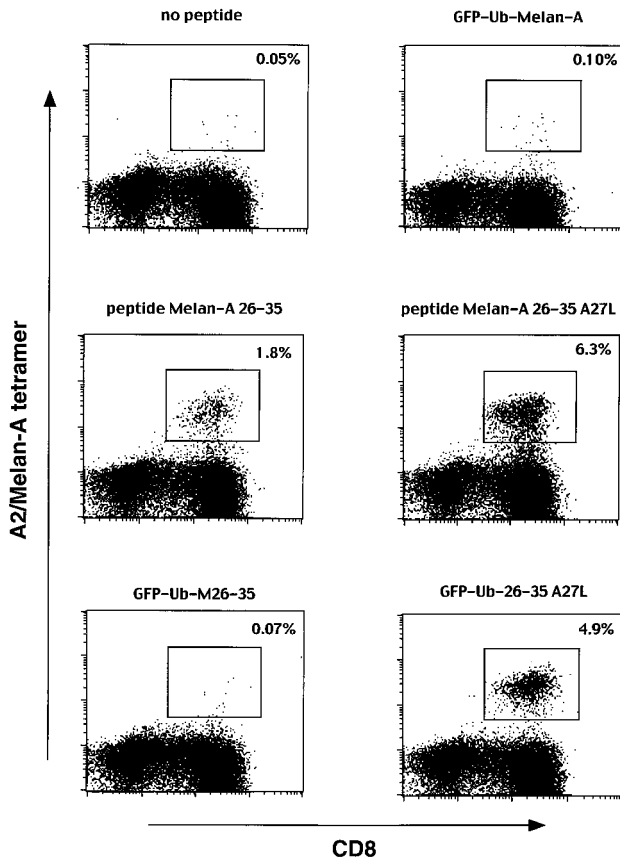 no peptide
GFP-Ub-Melan-A
0.05%
0.10%
peptide Melan-A 26-35
peptide Melan-A 26-35 A27L
1.8%
6.3%
GFP-Ub-M26-35
GFP-Ub-26-35 A27L
0.07%
4.9%
A2/Melan-A tetramer
CD8